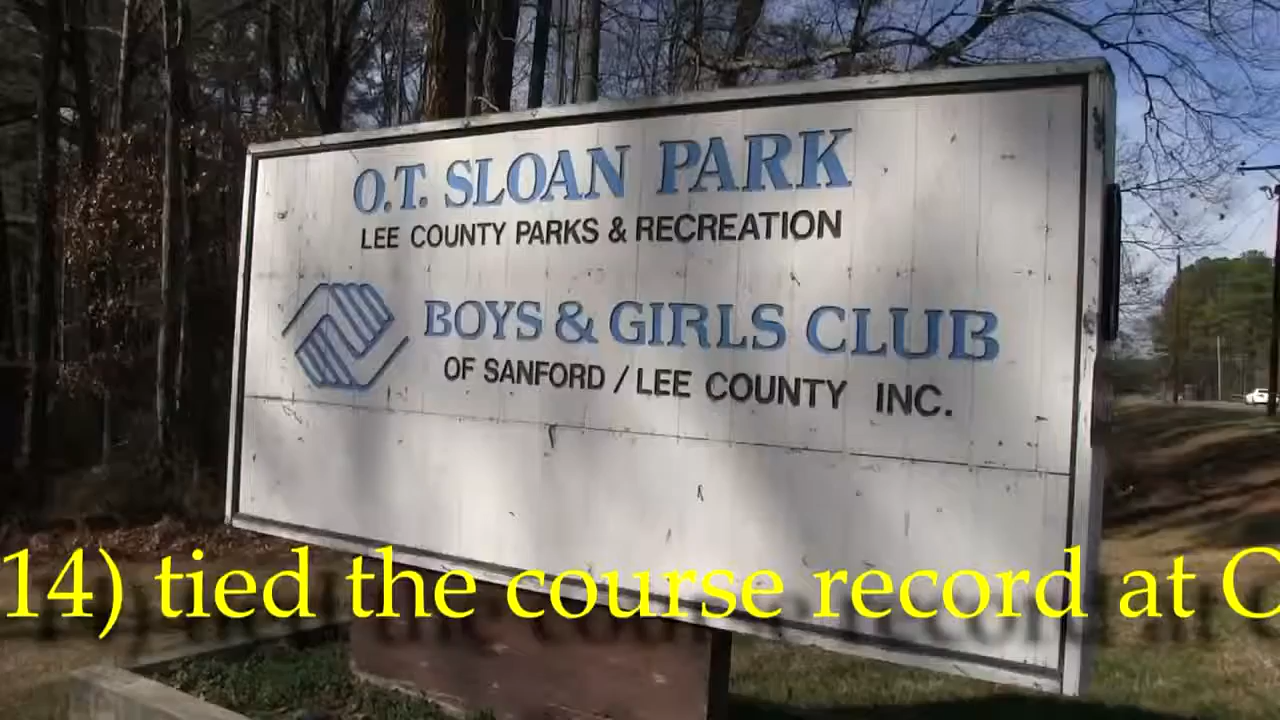 O.T. SLOAN PARK
LEE COUNTY PARKS & RECREATION
BOYS & GIRLS CLUB
OF SANFORD / LEE COUNTY INC.
14) tied the course record at O